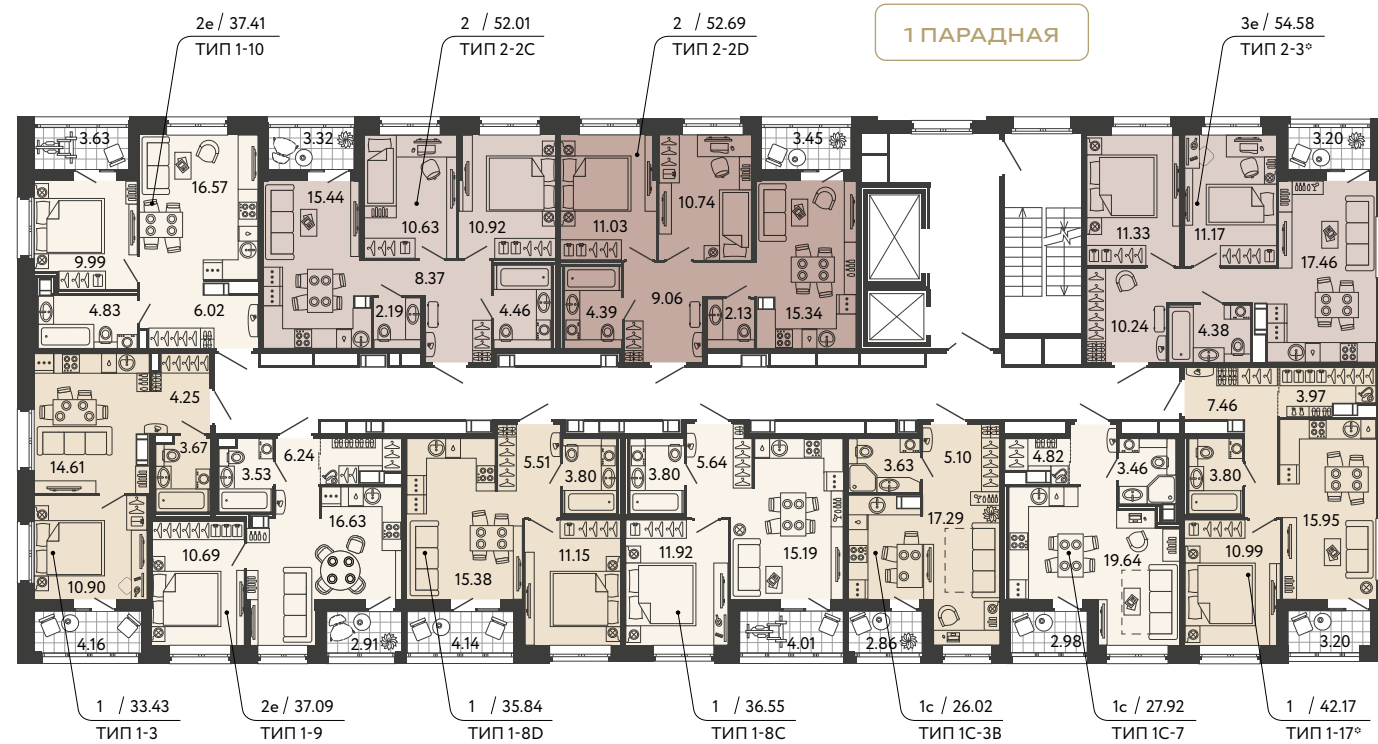 2е / 37.41
ТИП 1-10
2 / 52.01
ТИП 2-2С
2 / 52.69
ТИП 2-2D
1 ПАРАДНАЯ
3е / 54.58
ТИП 2-3*
3.63
16.57
3.32
15.44
10.63
10.92
11.03
10.74
3.45
11.33
11.17
3.20
9.99
8.37
9.06
17.46
4.83
6.02
2.19
4.46
4.39
2.13
15.34
10.24
4.38
4.25
7.46
3.97
14.61
3.67
3.53
6.24
5.51
3.80
3.80
5.64
3.63
5.10
4.82
3.46
3.80
10.69
16.63
15.38
11.15
11.92
15.19
17.29
19.64
10.99
15.95
10.90
4.16
2.91
4.14
4.01
2.86
2.98
3.20
1 / 33.43
ТИП 1-3
2е / 37.09
ТИП 1-9
1 / 35.84
ТИП 1-8D
1 / 36.55
ТИП 1-8С
1с / 26.02
ТИП 1С-3В
1с / 27.92
ТИП 1С-7
1 / 42.17
ТИП 1-17*